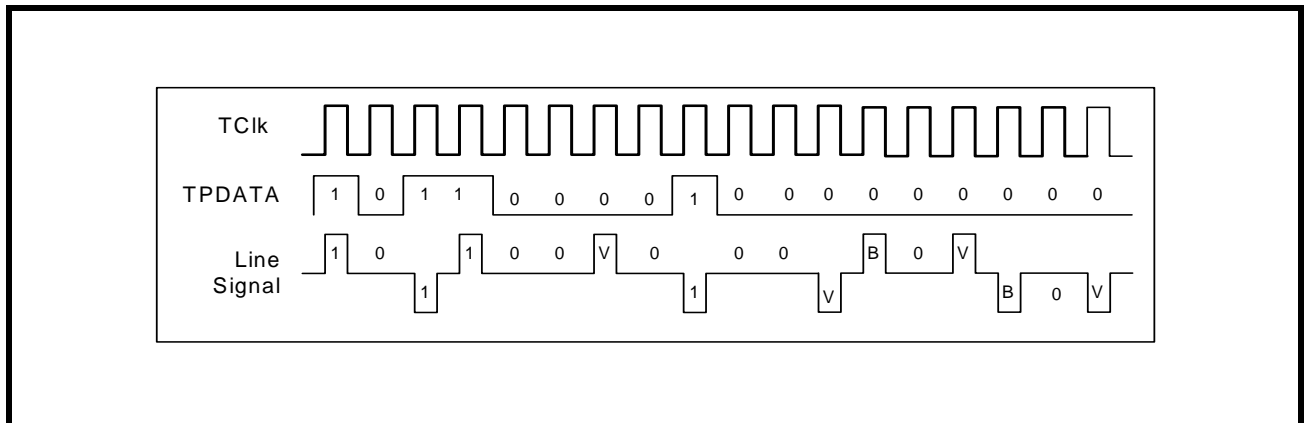 TClk
TPDATA 1 0 1 1 0 0 0 0 1 0 0 0 0 0 0 0 0 0
Line 1 0 1 0 0 V 0 0 0 B 0 V
Signal 1 1 V B 0 V